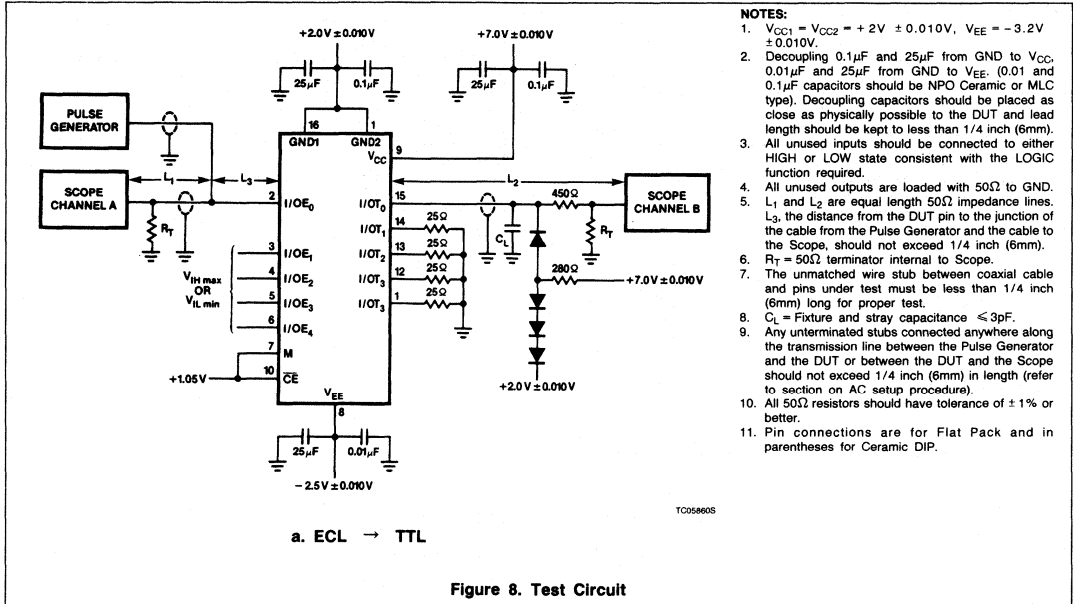 +2.0V ± 0.010V
+7.0V ± 0.010V
25μF
0.1μF
25μF
0.1μF
PULSE
GENERATOR
16
1
GND1
GND2
9
VCC
L1
L3
L2
SCOPE
CHANNEL A
SCOPE
CHANNEL B
RT
2
I/OE0
15
I/OT0
450Ω
RT
14
I/OT1
25Ω
CL
3
I/OE1
13
I/OT2
25Ω
280Ω
+7.0V ± 0.010V
VIH max
OR
VIL min
4
I/OE2
12
I/OT3
25Ω
5
I/OE3
1
I/OT3
25Ω
6
I/OE4
7
M
+1.05V
10
CE
+2.0V ± 0.010V
VEE
8
25μF
0.01μF
− 2.5V ± 0.010V
TC05860S
a. ECL → TTL
Figure 8. Test Circuit
NOTES:
1. VCC1 = VCC2 = + 2V ± 0.010V, VEE = − 3.2V
± 0.010V.
2. Decoupling 0.1μF and 25μF from GND to VCC,
0.01μF and 25μF from GND to VEE. (0.01 and
0.1μF capacitors should be NPO Ceramic or MLC
type). Decoupling capacitors should be placed as
close as physically possible to the DUT and lead
length should be kept to less than 1/4 inch (6mm).
3. All unused inputs should be connected to either
HIGH or LOW state consistent with the LOGIC
function required.
4. All unused outputs are loaded with 50Ω to GND.
5. L1 and L2 are equal length 50Ω impedance lines.
L3, the distance from the DUT pin to the junction of
the cable from the Pulse Generator and the cable to
the Scope, should not exceed 1/4 inch (6mm).
6. RT = 50Ω terminator internal to Scope.
7. The unmatched wire stub between coaxial cable
and pins under test must be less than 1/4 inch
(6mm) long for proper test.
8. CL = Fixture and stray capacitance ≤ 3pF.
9. Any unterminated stubs connected anywhere along
the transmission line between the Pulse Generator
and the DUT or between the DUT and the Scope
should not exceed 1/4 inch (6mm) in length (refer
to section on AC setup procedure).
10. All 50Ω resistors should have tolerance of ± 1% or
better.
11. Pin connections are for Flat Pack and in
parentheses for Ceramic DIP.